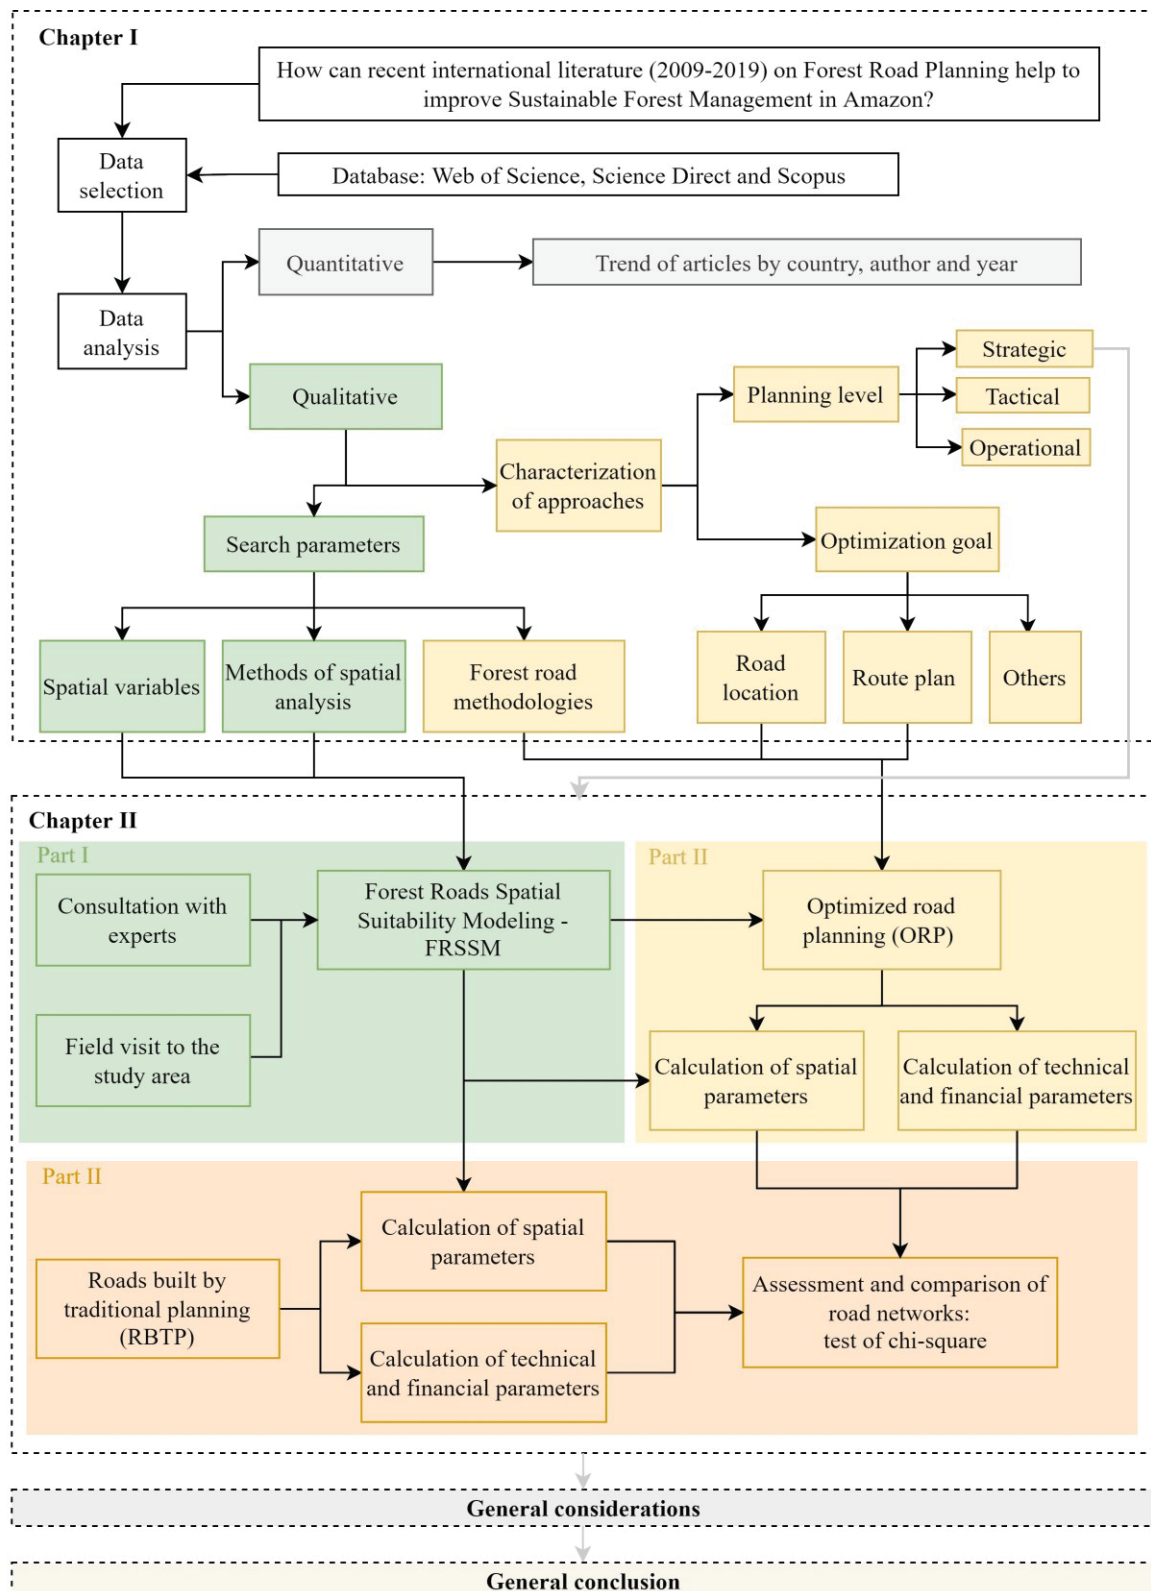 Chapter I
How can recent international literature (2009-2019) on Forest Road Planning help to
improve Sustainable Forest Management in Amazon?
Data
selection
Database: Web of Science, Science Direct and Scopus
Quantitative
Trend of articles by country, author and year
Data
analysis
Qualitative
Planning level
Strategic
Tactical
Operational
Characterization
of approaches
Search parameters
Optimization goal
Spatial variables
Methods of spatial
analysis
Forest road
methodologies
Road
location
Route plan
Others
Chapter II
Part I
Consultation with
experts
Forest Roads Spatial
Suitability Modeling -
FRSSM
Field visit to the
study area
Part II
Optimized road
planning (ORP)
Calculation of spatial
parameters
Calculation of technical
and financial parameters
Part II
Roads built by
traditional planning
(RBTP)
Calculation of spatial
parameters
Calculation of technical
and financial parameters
Assessment and comparison of
road networks:
test of chi-square
General considerations
General conclusion